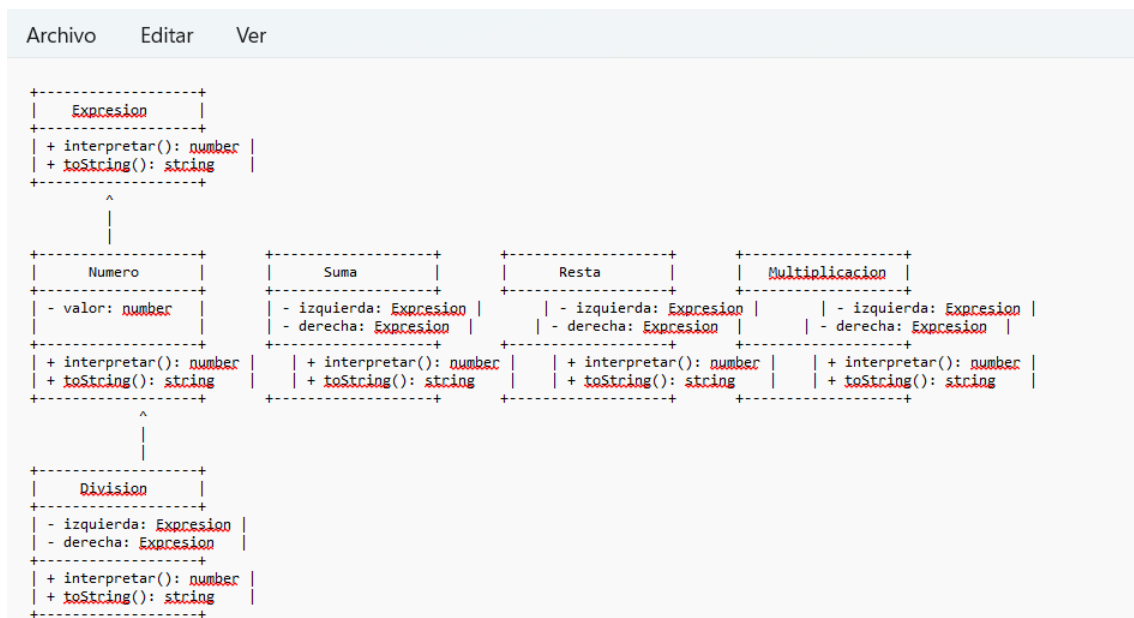 Archivo Editar Ver
+-------------------+
|    Expresion      |
+-------------------+
| + interpretar(): number |
| + toString(): string    |
+-------------------+
^
|
|
+-------------------+       +-------------------+       +-------------------+       +-------------------+
|      Numero       |       |      Suma         |       |      Resta        |       |   Multiplicacion  |
+-------------------+       +-------------------+       +-------------------+       +-------------------+
| - valor: number   |       | - izquierda: Expresion |       | - izquierda: Expresion |       | - izquierda: Expresion |
|                   |       | - derecha: Expresion  |       | - derecha: Expresion  |       | - derecha: Expresion  |
+-------------------+       +-------------------+       +-------------------+       +-------------------+
| + interpretar(): number |    | + interpretar(): number |      | + interpretar(): number |    | + interpretar(): number |
| + toString(): string    |    | + toString(): string    |      | + toString(): string    |    | + toString(): string    |
+-------------------+       +-------------------+       +-------------------+       +-------------------+
^
|
|
+-------------------+
|     Division      |
+-------------------+
| - izquierda: Expresion |
| - derecha: Expresion   |
+-------------------+
| + interpretar(): number |
| + toString(): string    |
+-------------------+